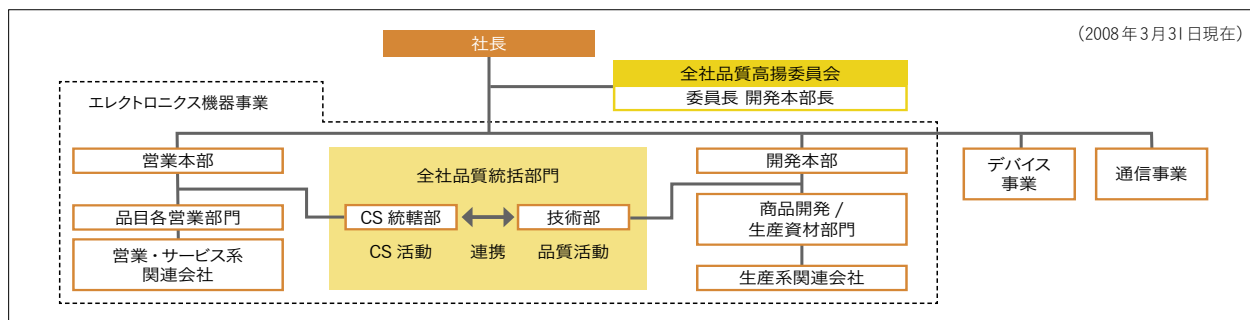 社長
(2008年3月31日現在)
全社品質高揚委員会
委員長 開発本部長
エレクトロニクス機器事業
営業本部
開発本部
デバイス
事業
通信事業
全社品質統括部門
品目各営業部門
CS 統轄部
技術部
商品開発 /
生産資材部門
CS 活動
連携
品質活動
営業・サービス系
関連会社
生産系関連会社